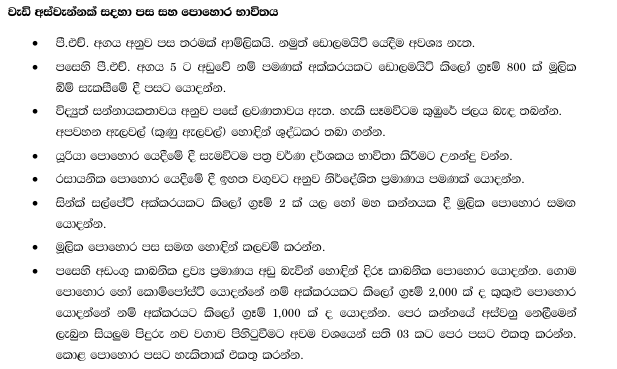 වැඩි අස්වැන්නක් සඳහා පස සහ පොහොර භාවිතය
• පී.එච්. අගය අනුව පස තරමක් ආම්ලිකයි. නමුත් ඩොලමයිට් යෙදීම අවශ්‍ය නැත.
• පසෙහි පී.එච්. අගය 5 ට අඩුවේ නම් පමණක් අක්කරයකට ඩොලමයිට් කිලෝ ග්‍රෑම් 800 ක් මූලික
බිම් සැකසීමේ දී පසට යොදන්න.
• විද්‍යුත් සන්නායකතාවය අනුව පසේ ලවණතාවය ඇත. හැකි සෑමවිටම කුඹුරේ ජලය බැඳ තබන්න.
අපවහන ඇලවල් (කුණු ඇලවල්) හොඳින් ශුද්ධකර තබා ගන්න.
• යූරියා පොහොර යෙදීමේ දී සැමවිටම පත්‍ර වර්ණ දර්ශකය භාවිතා කිරීමට උනන්දු වන්න.
• රසායනික පොහොර යෙදීමේ දී ඉහත වගුවට අනුව නිර්දේශිත ප්‍රමාණය පමණක් යොදන්න.
• සින්ක් සල්පේට් අක්කරයකට කිලෝ ග්‍රෑම් 2 ක් යල හෝ මහ කන්නයක දී මූලික පොහොර සමඟ
යොදන්න.
• මූලික පොහොර පස සමඟ හොඳින් කලවම් කරන්න.
• පසෙහි අඩංගු කාබනික ද්‍රව්‍ය ප්‍රමාණය අඩු බැවින් හොඳින් දිරූ කාබනික පොහොර යොදන්න. ගොම
පොහොර හෝ කොම්පෝස්ට් යොදන්නේ නම් අක්කරයකට කිලෝ ග්‍රෑම් 2,000 ක් ද කුකුළු පොහොර
යොදන්නේ නම් අක්කරයට කිලෝ ග්‍රෑම් 1,000 ක් ද යොදන්න. පෙර කන්නයේ අස්වනු නෙලීමෙන්
ලැබුන සියලුම පිදුරු නව වගාව පිහිටුවීමට අවම වශයෙන් සති 03 කට පෙර පසට එකතු කරන්න.
කොළ පොහොර පසට හැකිතාක් එකතු කරන්න.